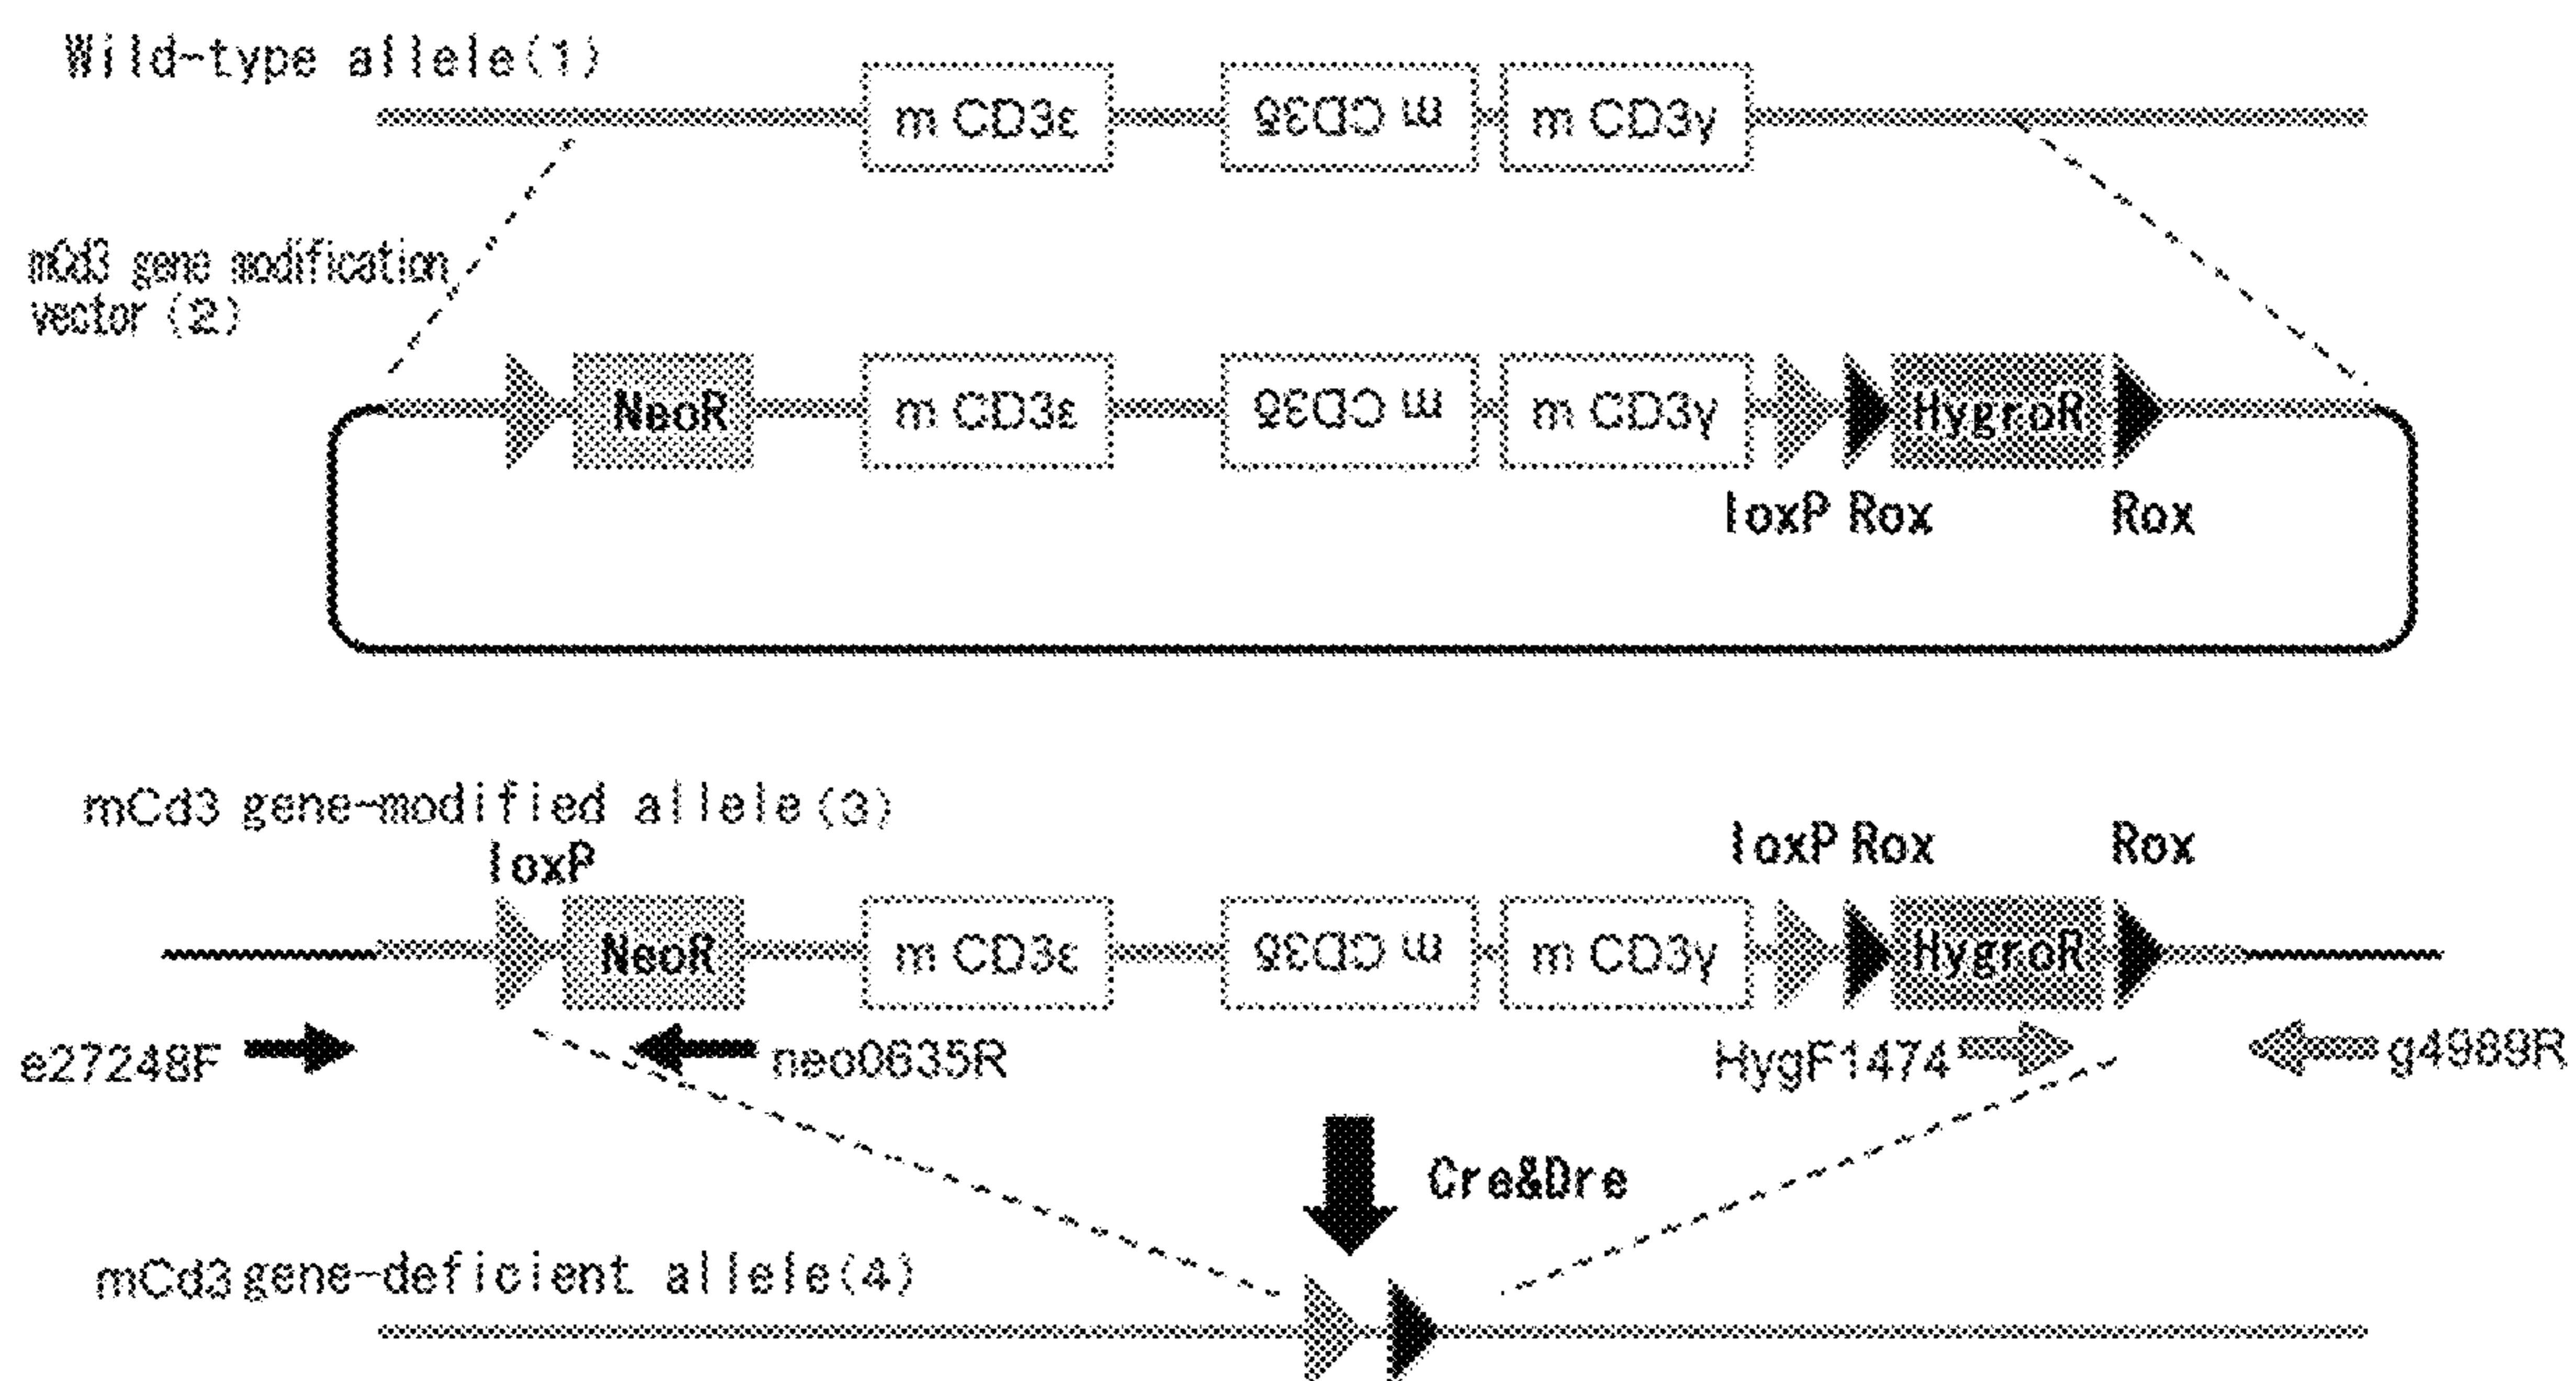 Wild-type allele(1)
m CD3ε
m CD3δ
m CD3γ
mCd3 gene modification
vector (2)
NeoR
m CD3ε
m CD3δ
m CD3γ
HygroR
loxP Rox
Rox
mCd3 gene-modified allele(3)
loxP
loxP Rox
Rox
NeoR
m CD3ε
m CD3δ
m CD3γ
HygroR
e27248F
neo0635R
HygF1474
g4989R
Cre&Dre
mCd3 gene-deficient allele(4)